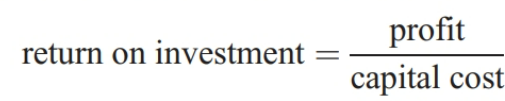 return on investment = profit / capital cost